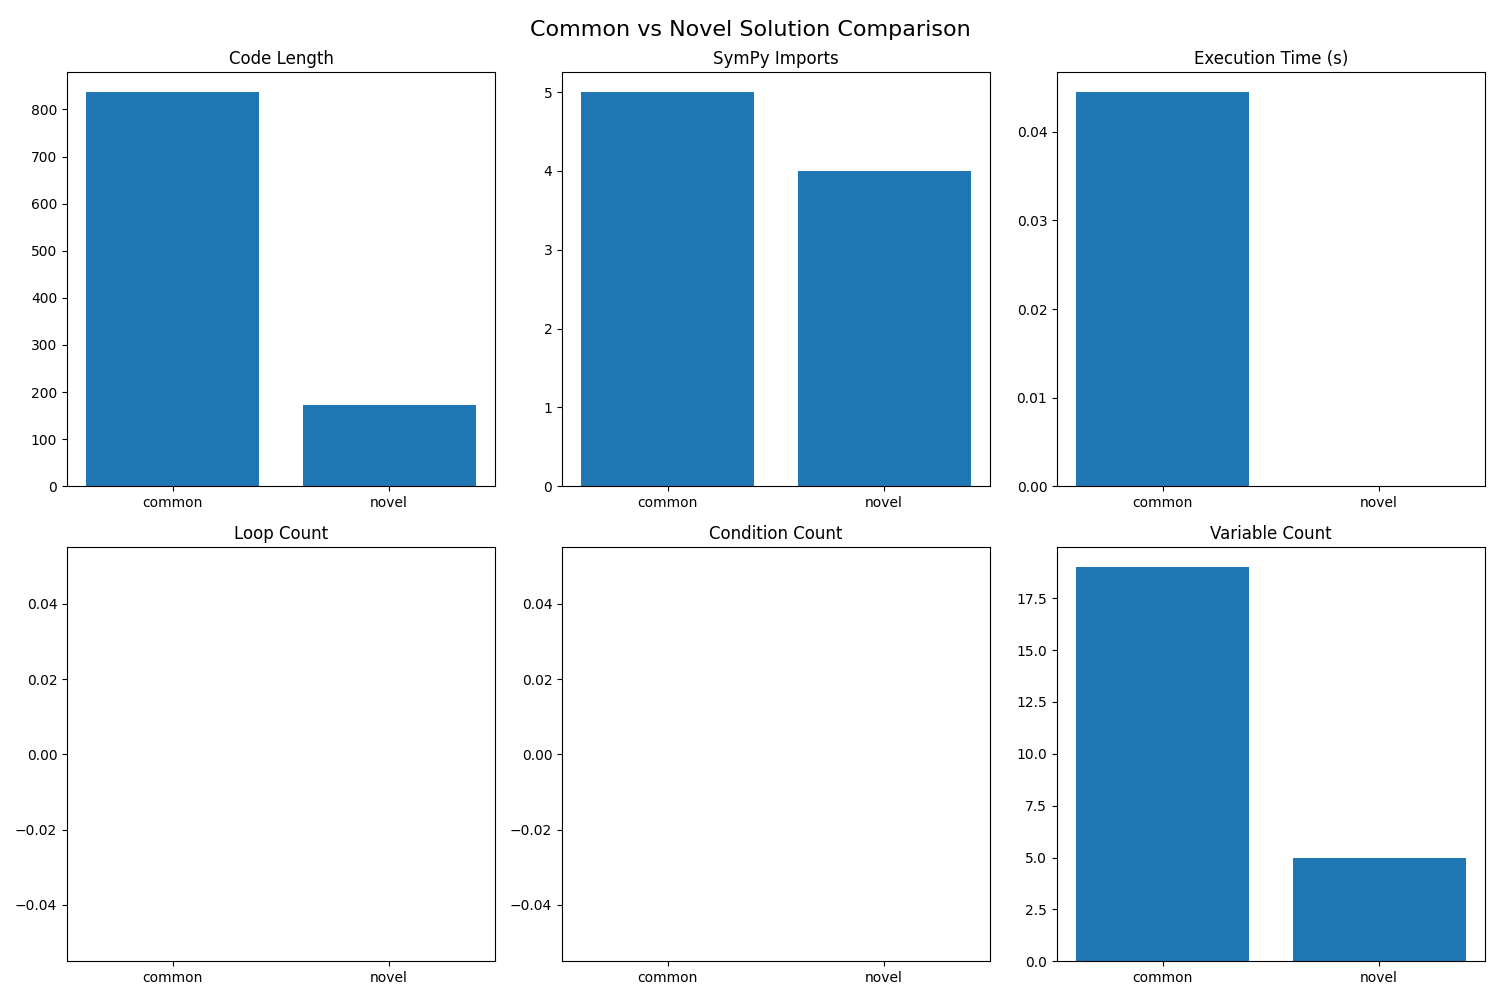 Common vs Novel Solution Comparison
Code Length
800
700
600
500
400
300
200
100
0
common novel
SymPy Imports
5
4
3
2
1
0
common novel
Execution Time (s)
0.04
0.03
0.02
0.01
0.00
common novel
Loop Count
0.04
0.02
0.00
−0.02
−0.04
common novel
Condition Count
0.04
0.02
0.00
−0.02
−0.04
common novel
Variable Count
17.5
15.0
12.5
10.0
7.5
5.0
2.5
0.0
common novel